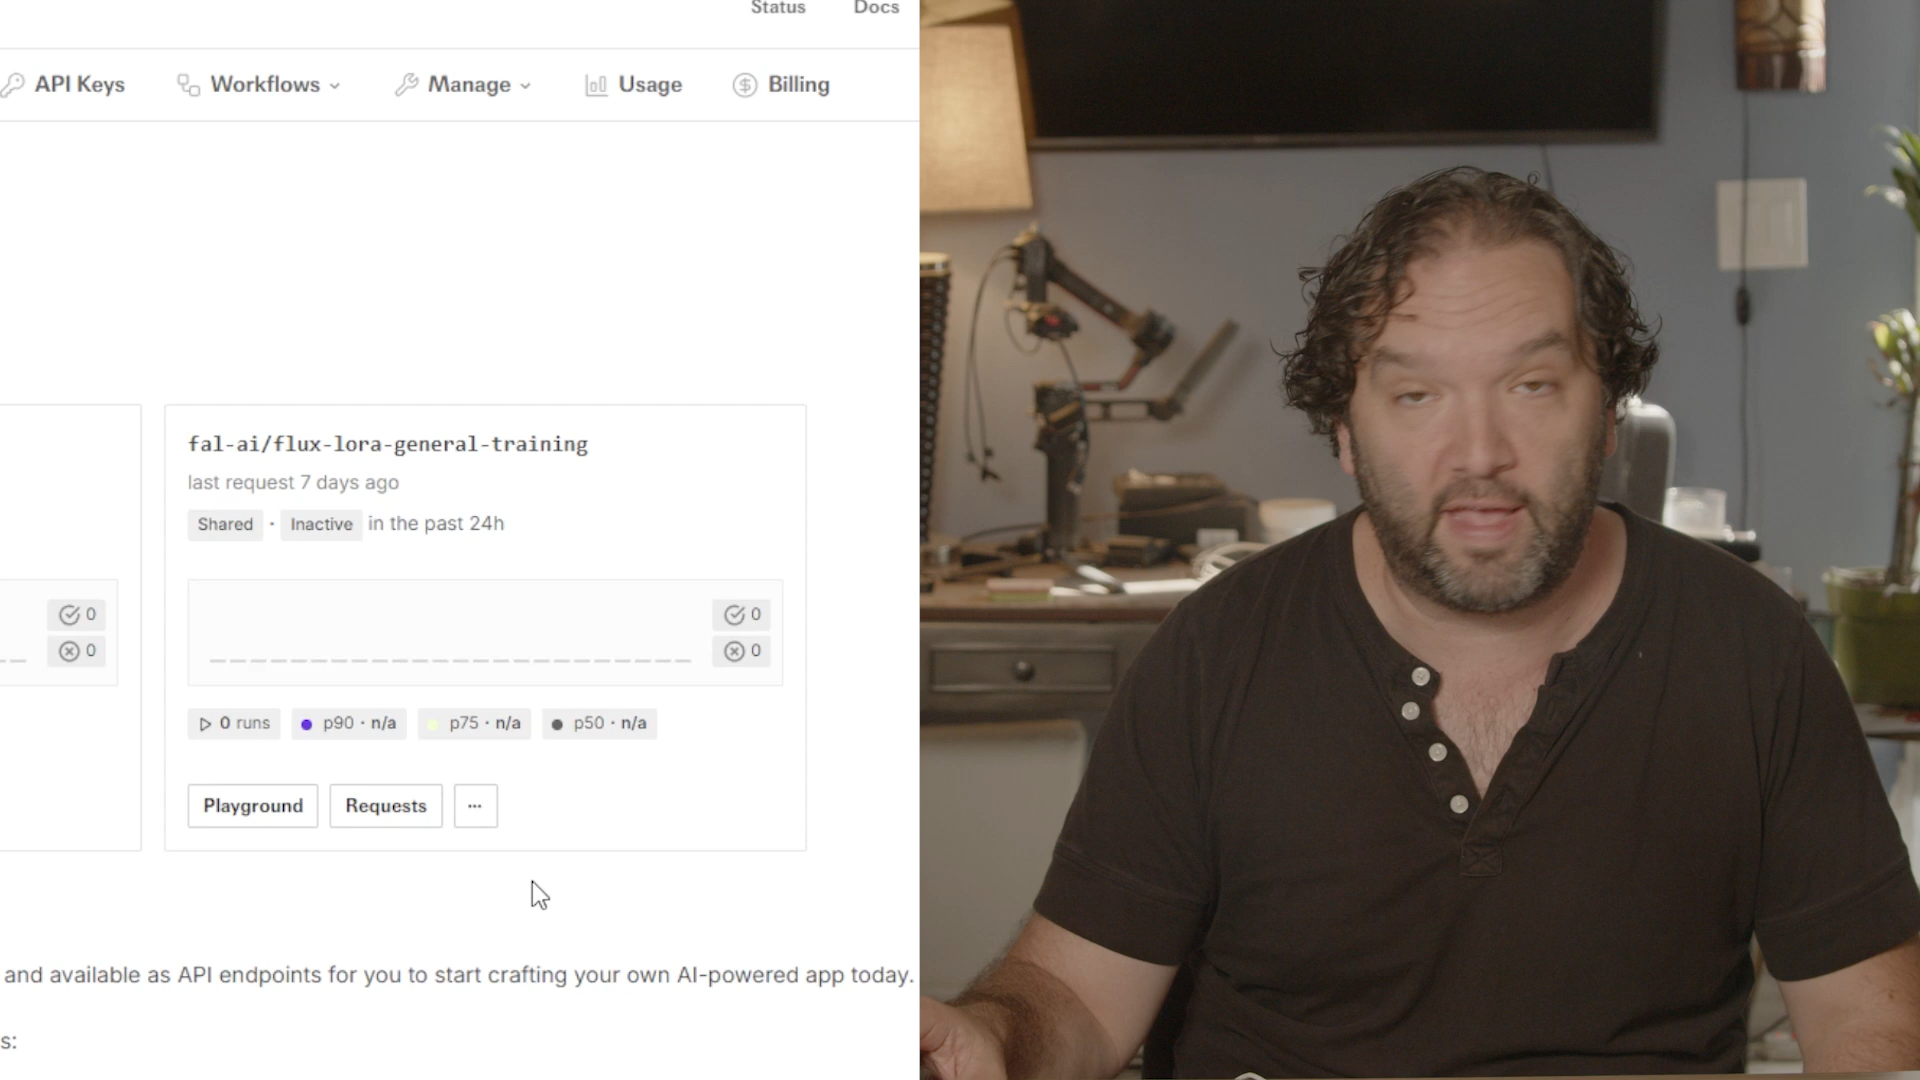 Status Docs
API Keys Workflows Manage Usage Billing
fal-ai/flux-lora-general-training
last request 7 days ago
Shared · Inactive in the past 24h
0 0
0 0
0 runs p90 · n/a p75 · n/a p50 · n/a
Playground Requests ...
and available as API endpoints for you to start crafting your own AI-powered app today.
s: